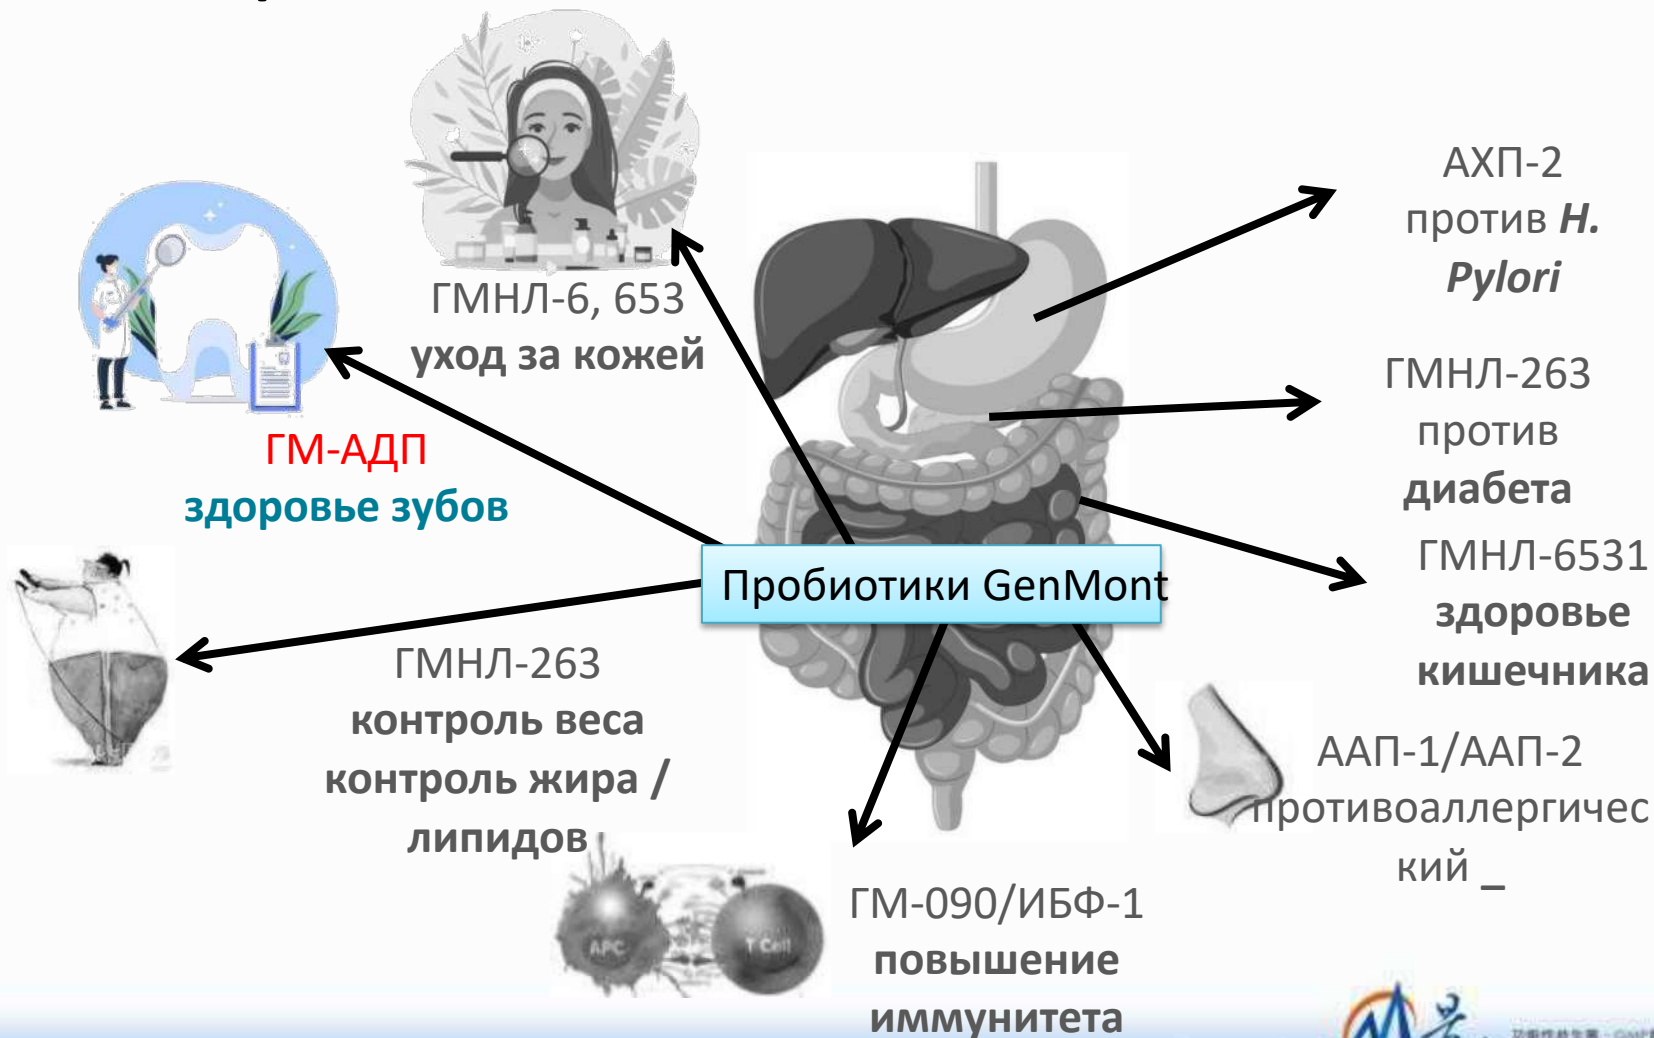 ГМНЛ-6, 653
уход за кожей
ГМ-АДП
здоровье зубов
АХП-2
против H.
Pylori
ГМНЛ-263
против
диабета
ГМНЛ-6531
здоровье
кишечника
Пробиотики GenMont
ГМНЛ-263
контроль веса
контроль жира /
липидов
ААП-1/ААП-2
противоаллергичес
кий _
ГМ-090/ИБФ-1
повышение
иммунитета
APC
T Cell